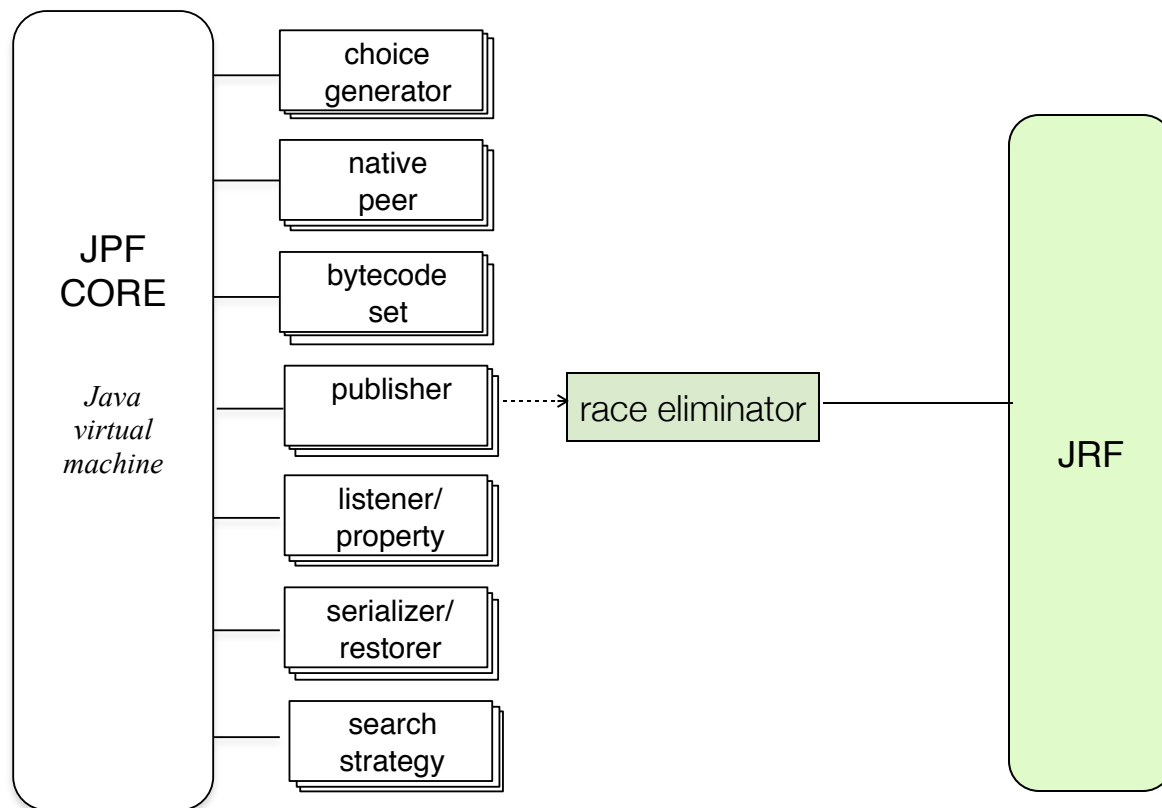 JPF
CORE
Java
virtual
machine
choice
generator
native
peer
bytecode
set
publisher
listener/
property
serializer/
restorer
search
strategy
race eliminator
JRF